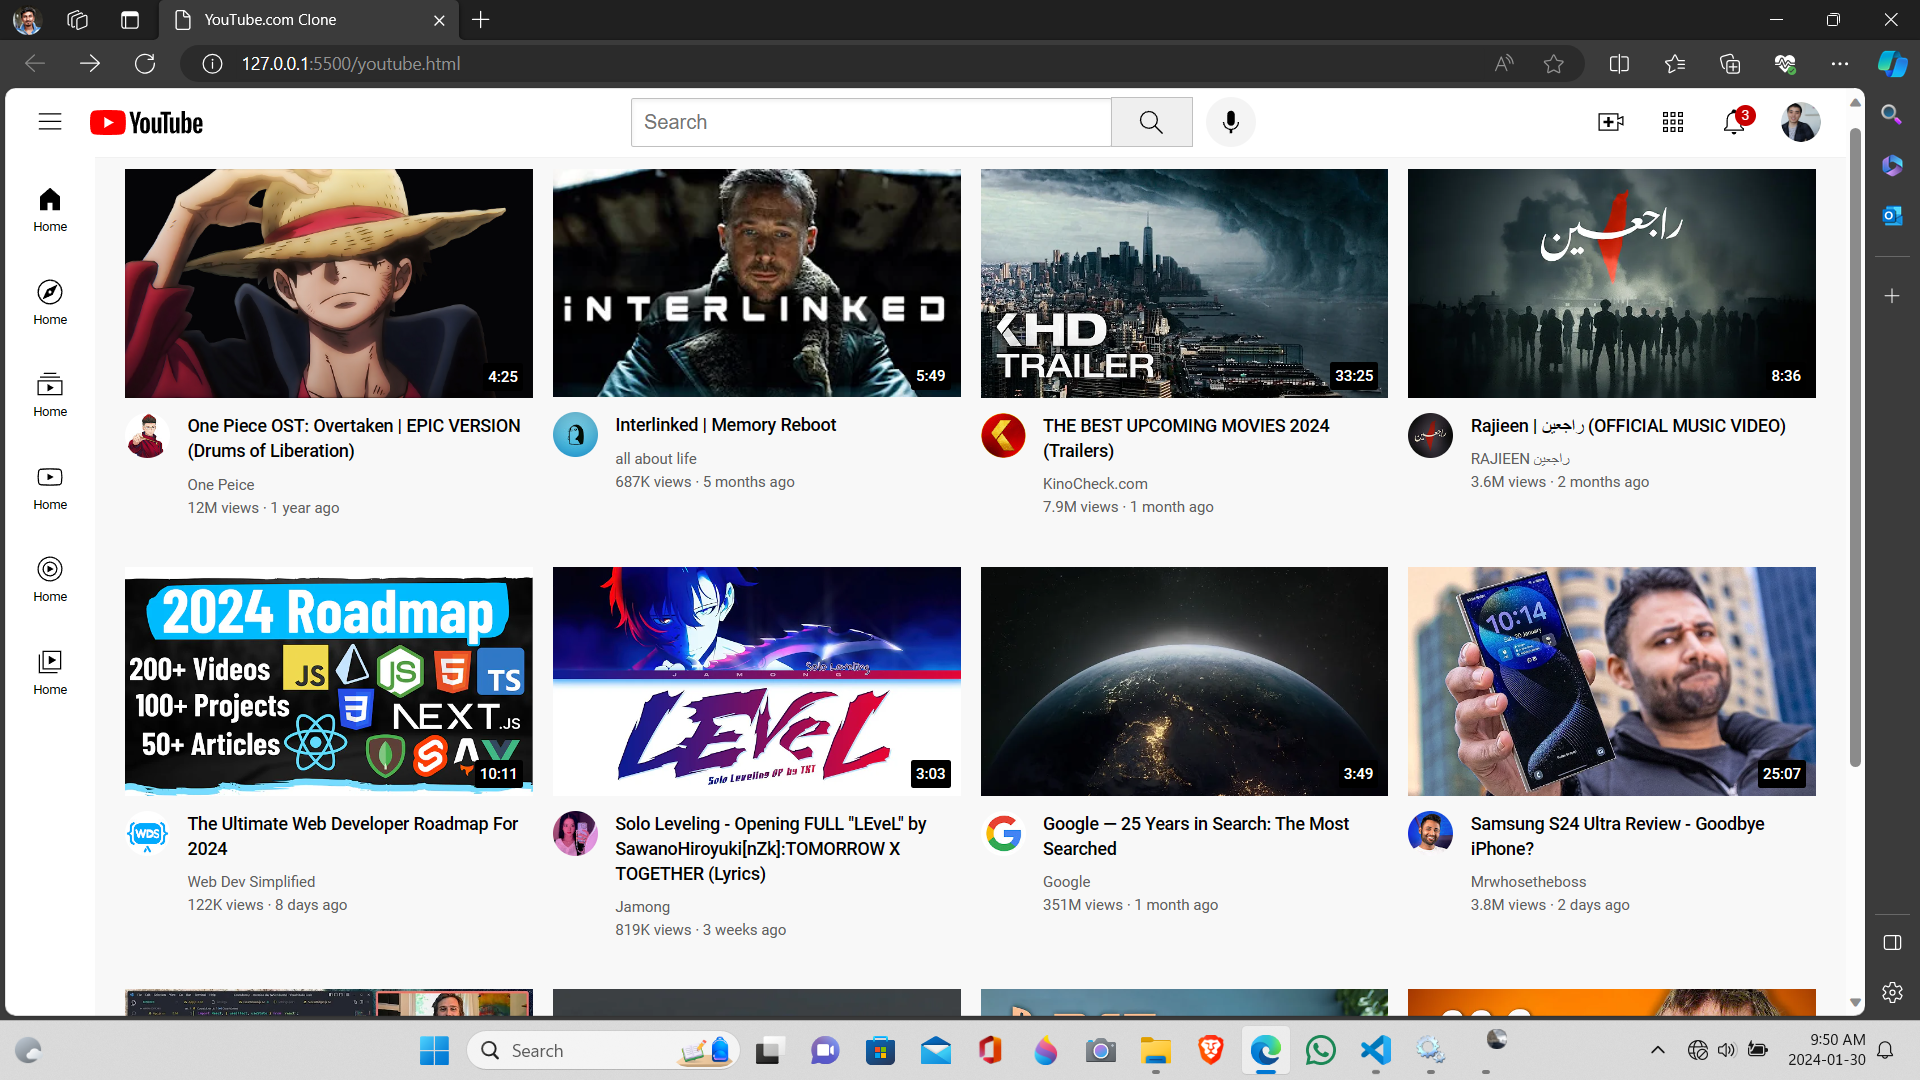 YouTube.com Clone
127.0.0.1:5500/youtube.html
YouTube
Search
3
Home
Home
Home
Home
Home
Home
4:25
iNTERLINKED
5:49
KHD
TRAILER
33:25
راجعين
8:36
One Piece OST: Overtaken | EPIC VERSION
(Drums of Liberation)
One Peice
12M views · 1 year ago
Interlinked | Memory Reboot
all about life
687K views · 5 months ago
THE BEST UPCOMING MOVIES 2024
(Trailers)
KinoCheck.com
7.9M views · 1 month ago
راجعين
Rajieen | راجعين (OFFICIAL MUSIC VIDEO)
RAJIEEN راجعين
3.6M views · 2 months ago
2024 Roadmap
200+ Videos
100+ Projects
50+ Articles
JS
JS
TS
NEXT.JS
10:11
Solo Leveling
JAMONG
LEVeL
Solo Leveling OP by TXT
3:03
3:49
10:14
25:07
WDS
The Ultimate Web Developer Roadmap For
2024
Web Dev Simplified
122K views · 8 days ago
Solo Leveling - Opening FULL "LEveL" by
SawanoHiroyuki[nZk]:TOMORROW X
TOGETHER (Lyrics)
Jamong
819K views · 3 weeks ago
Google — 25 Years in Search: The Most
Searched
Google
351M views · 1 month ago
Samsung S24 Ultra Review - Goodbye
iPhone?
Mrwhosetheboss
3.8M views · 2 days ago
Search
9:50 AM
2024-01-30